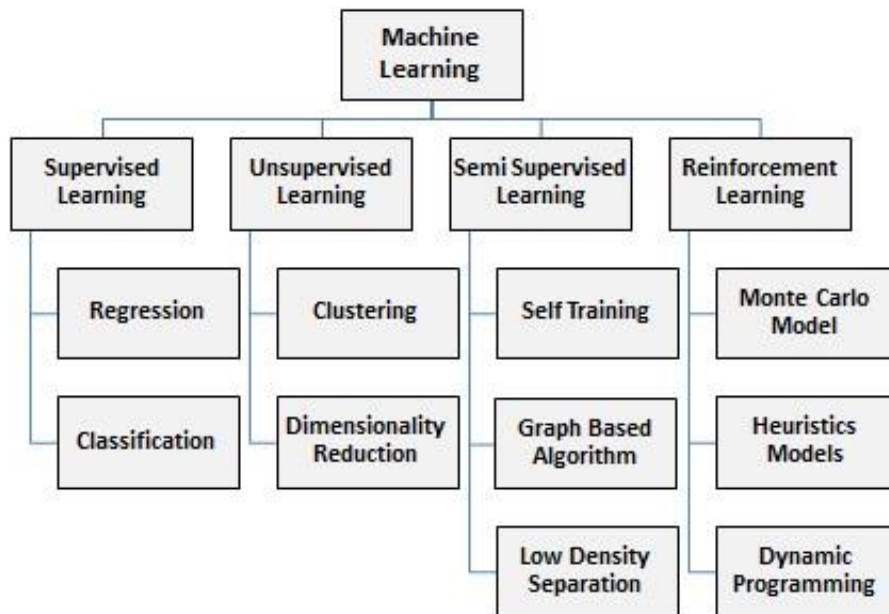 Machine
Learning
Supervised
Learning
Unsupervised
Learning
Semi Supervised
Learning
Reinforcement
Learning
Regression
Clustering
Self Training
Monte Carlo
Model
Classification
Dimensionality
Reduction
Graph Based
Algorithm
Heuristics
Models
Low Density
Separation
Dynamic
Programming